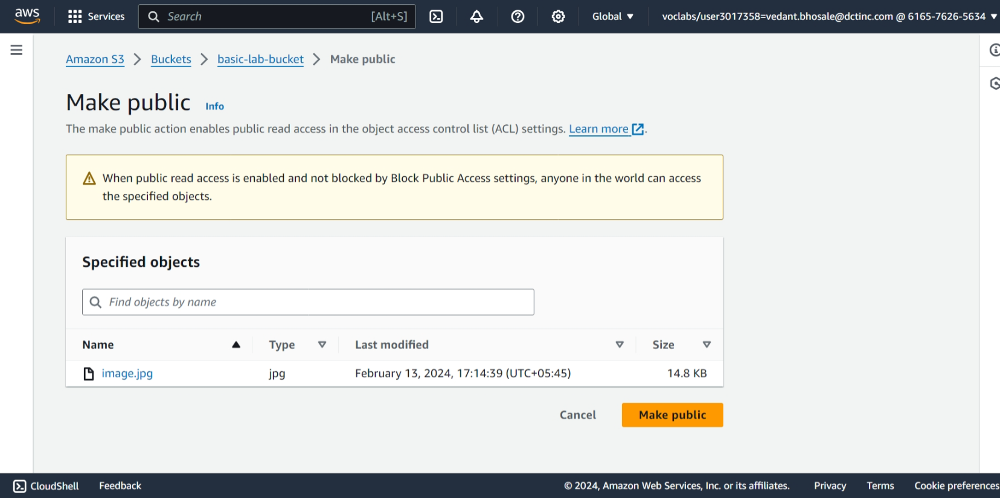 aws
Services
Search
[Alt+S]
Global
voclabs/user3017358=vedant.bhosale@dctinc.com @ 6165-7626-5634
Amazon S3
Buckets
basic-lab-bucket
Make public
Make public
Info
The make public action enables public read access in the object access control list (ACL) settings. Learn more.
When public read access is enabled and not blocked by Block Public Access settings, anyone in the world can access
the specified objects.
Specified objects
Find objects by name
Name
Type
Last modified
Size
image.jpg
jpg
February 13, 2024, 17:14:39 (UTC+05:45)
14.8 KB
Cancel
Make public
CloudShell
Feedback
© 2024, Amazon Web Services, Inc. or its affiliates.
Privacy
Terms
Cookie preferences